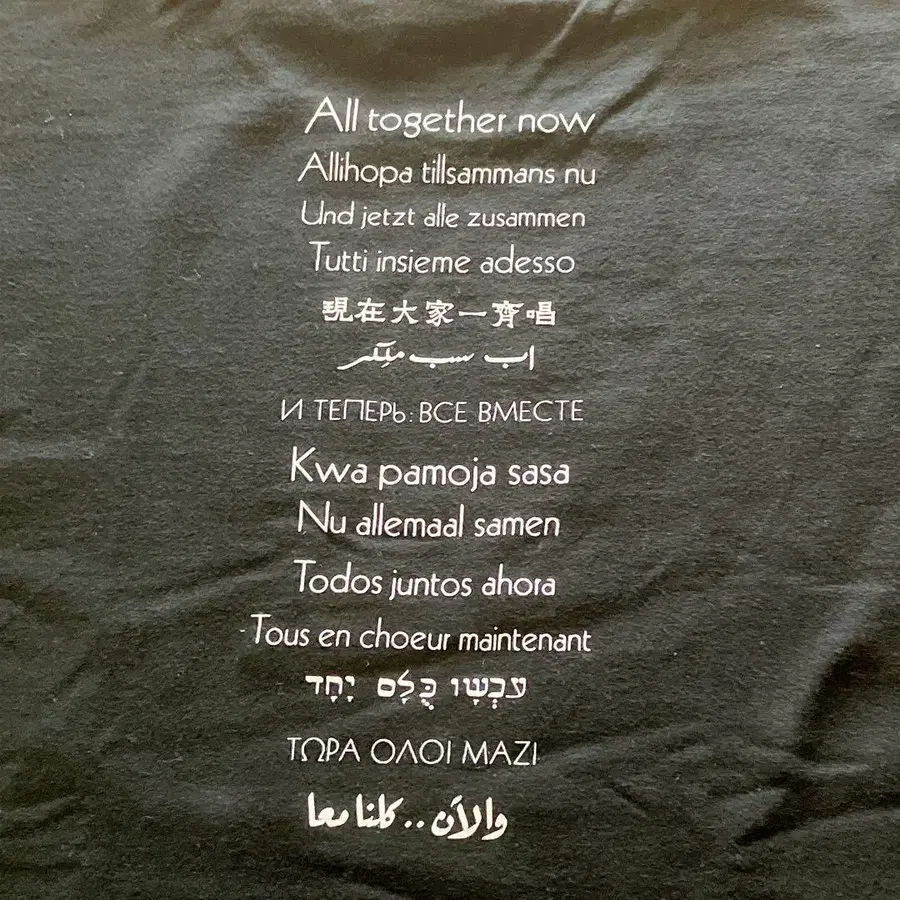 All together now
Allihopa tillsammans nu
Und jetzt alle zusammen
Tutti insieme adesso
現在大家一齊唱
اب سب ملکر
И ТЕПЕРЬ: ВСЕ ВМЕСТЕ
Kwa pamoja sasa
Nu allemaal samen
Todos juntos ahora
Tous en choeur maintenant
עכְשָׁו כֻּלָם יָחָד
ΤΩΡΑ ΟΛΟΙ ΜΑΖΙ
والآن .. كلنا معا